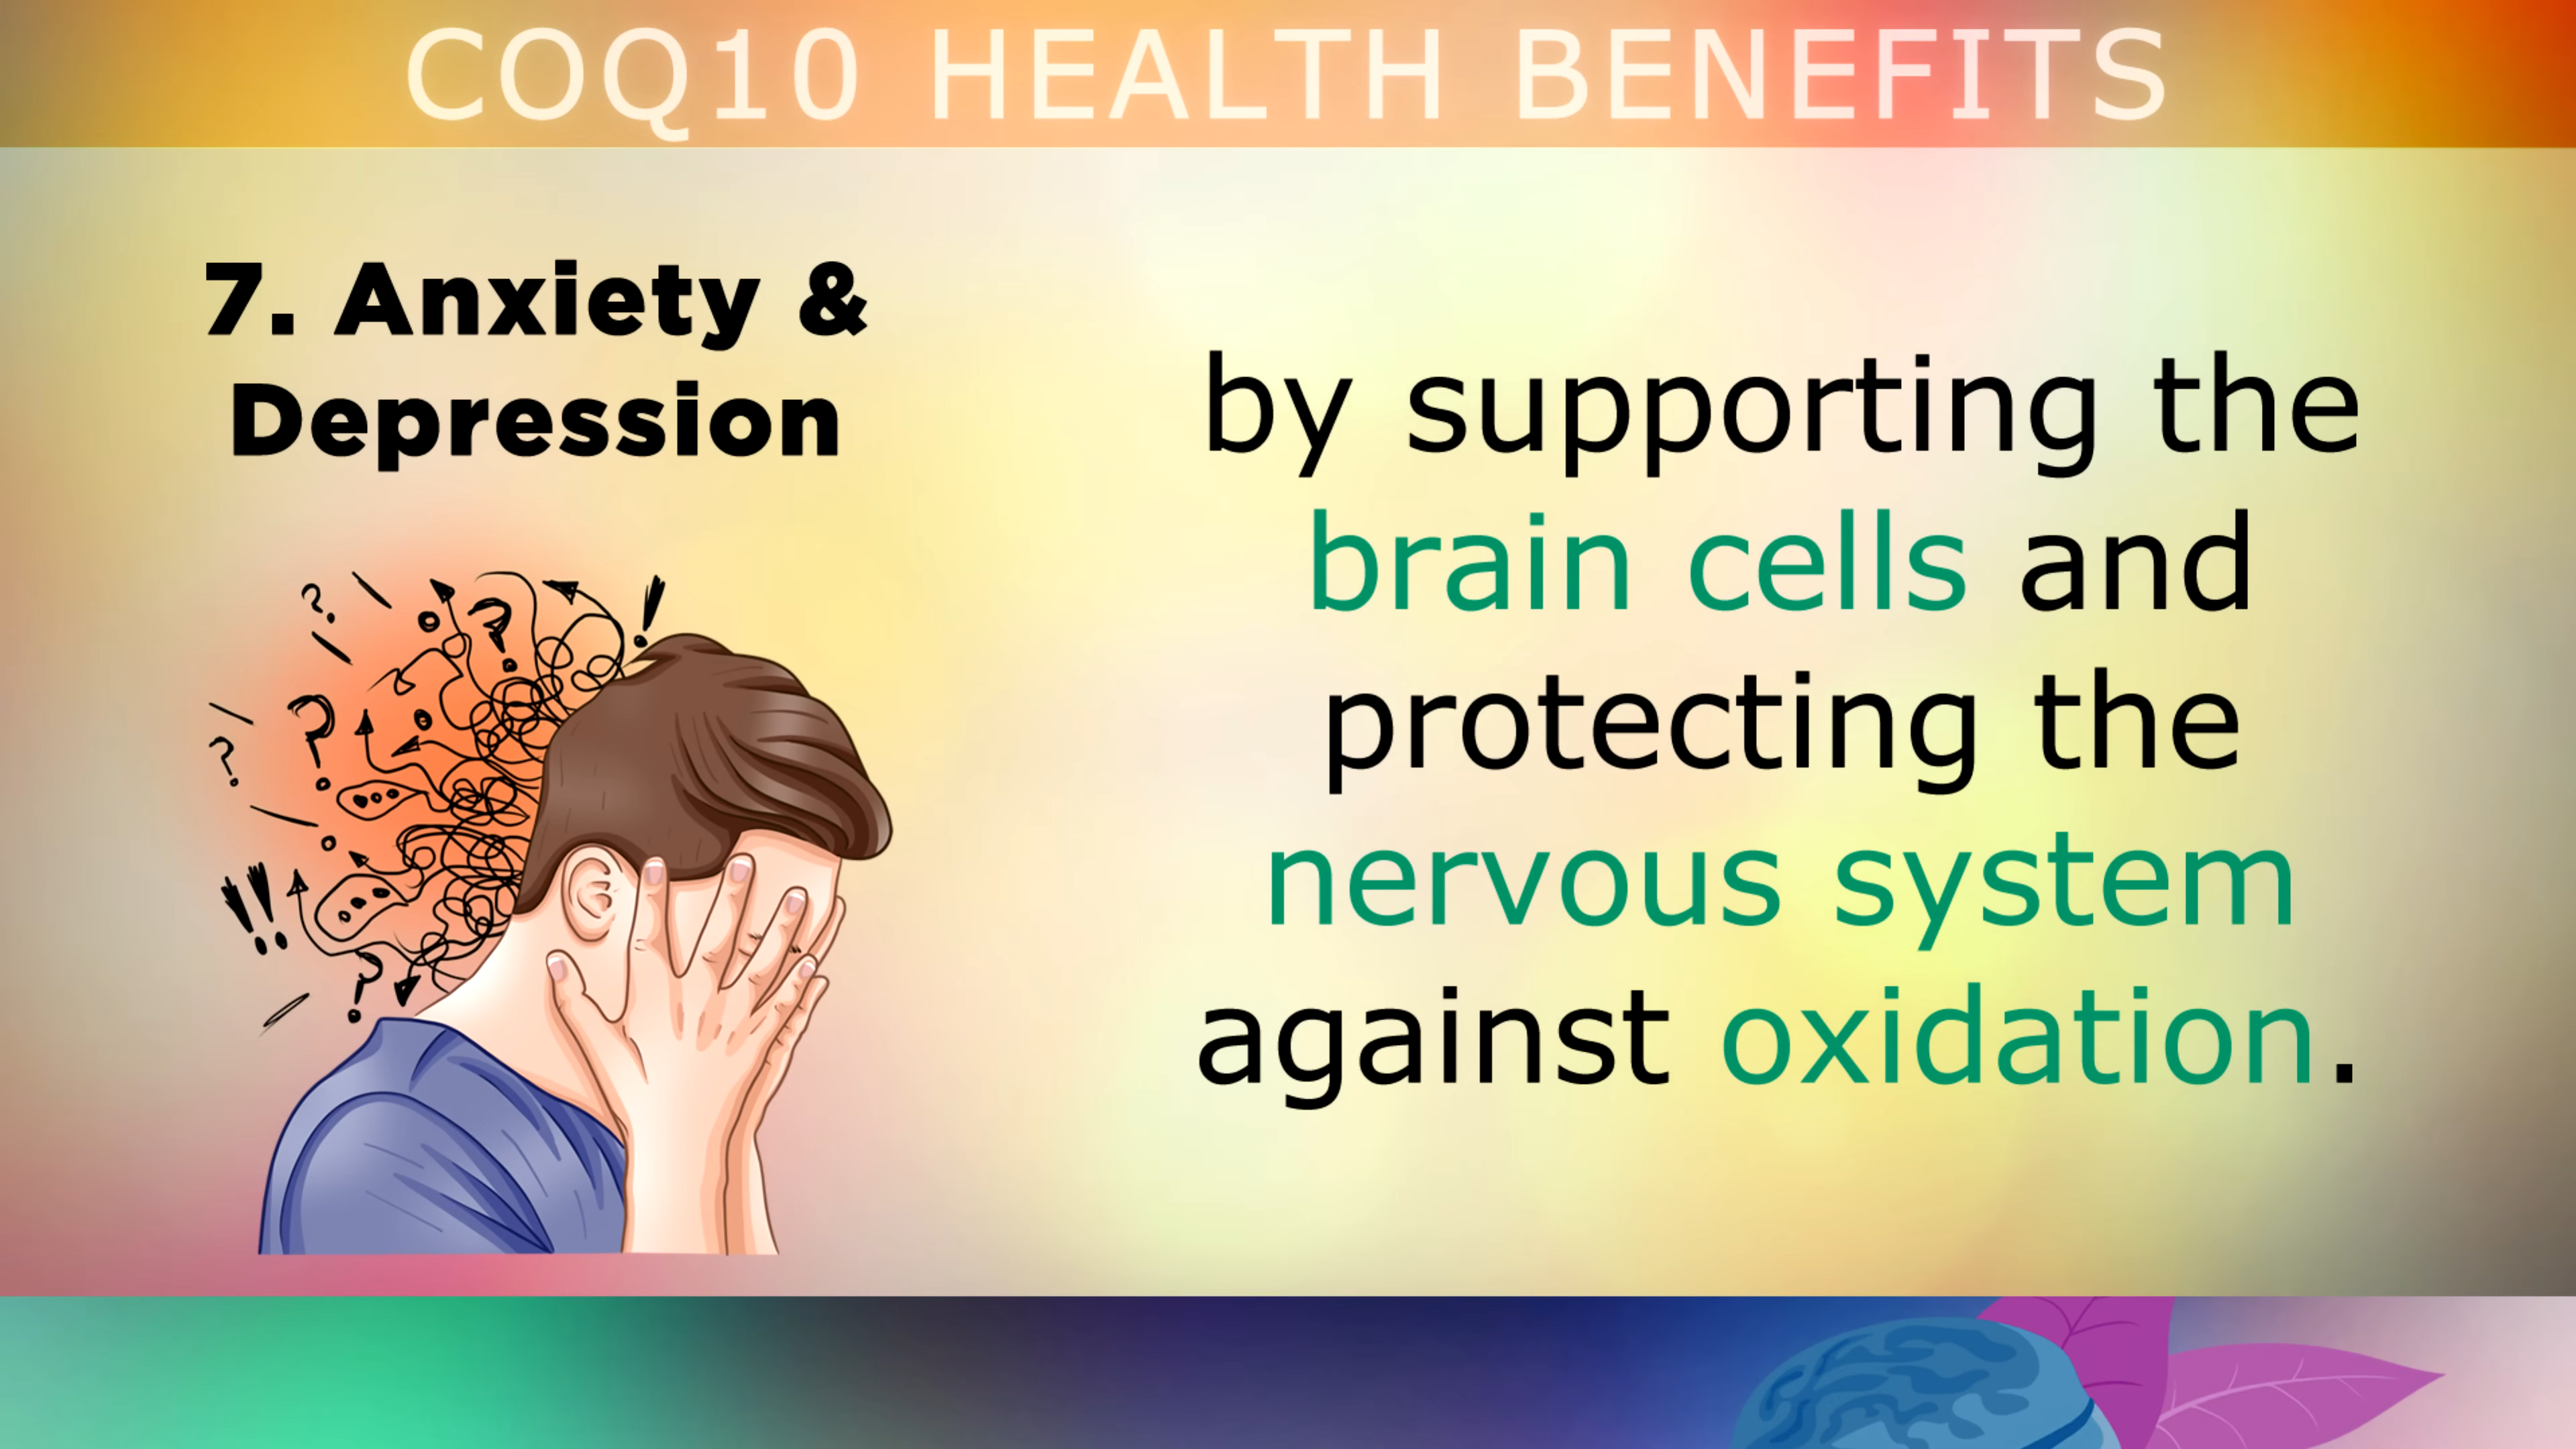 COQ10 HEALTH BENEFITS
7. Anxiety &
Depression
by supporting the
brain cells and
protecting the
nervous system
against oxidation.